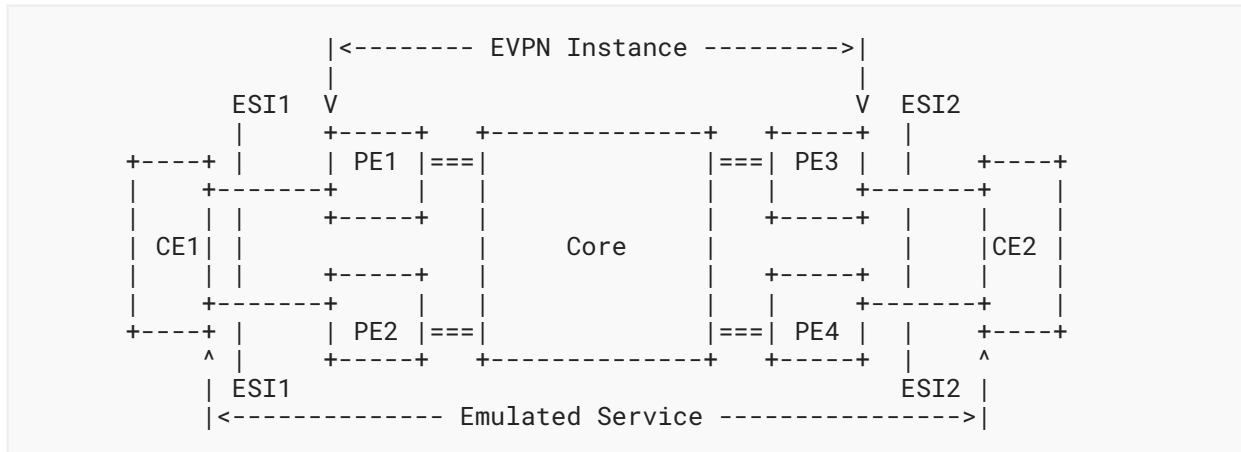 |<-------- EVPN Instance --------->|
|                                  |
ESI1  V                                  V  ESI2
|     +-----+   +--------------+   +-----+  |
+----+ |     | PE1 |===|              |===| PE3 |  |    +----+
|    +-------+     |   |              |   |     +-------+    |
|    | |     +-----+   |              |   +-----+  |    |    |
| CE1| |               |     Core     |            |    |CE2 |
|    | |     +-----+   |              |   +-----+  |    |    |
|    +-------+     |   |              |   |     +-------+    |
+----+ |     | PE2 |===|              |===| PE4 |  |    +----+
^ |     +-----+   +--------------+   +-----+  |    ^
| ESI1                                     ESI2 |
|<-------------- Emulated Service ---------------->|